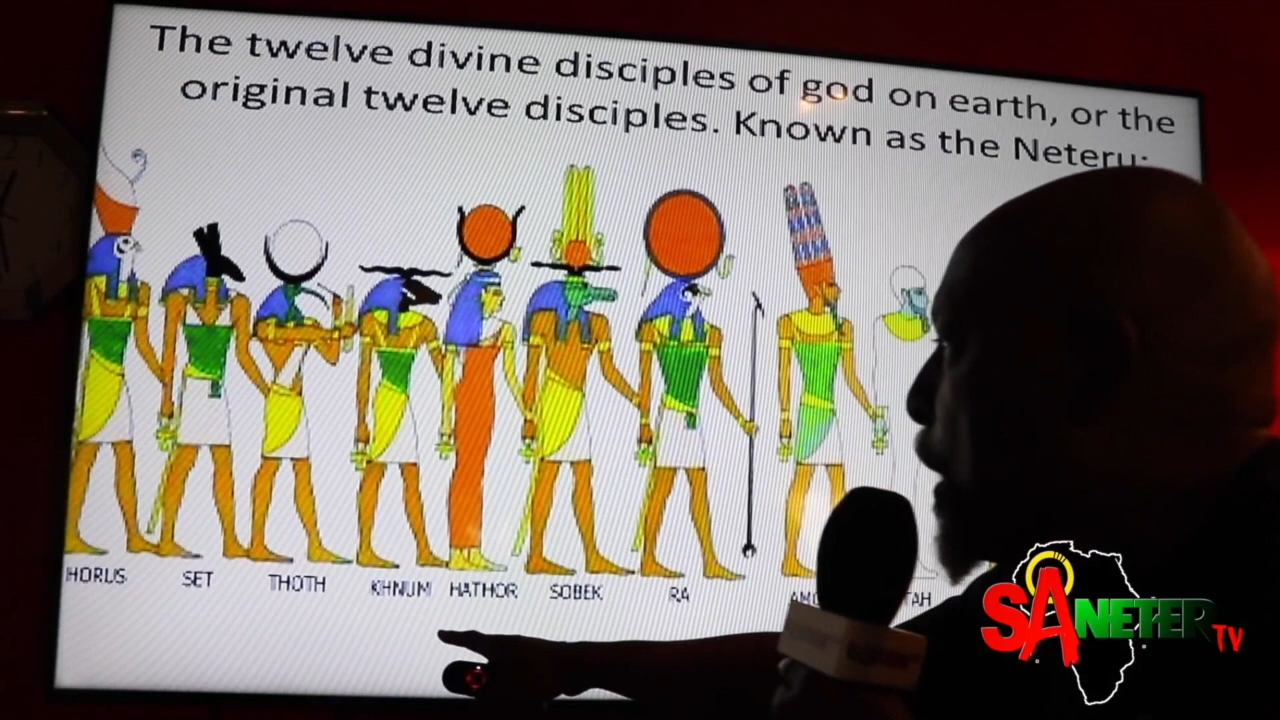 The twelve divine disciples of god on earth, or the
original twelve disciples. Known as the Neteru:
HORUS SET THOTH KHNUM HATHOR SOBEK RA
SANETER TV